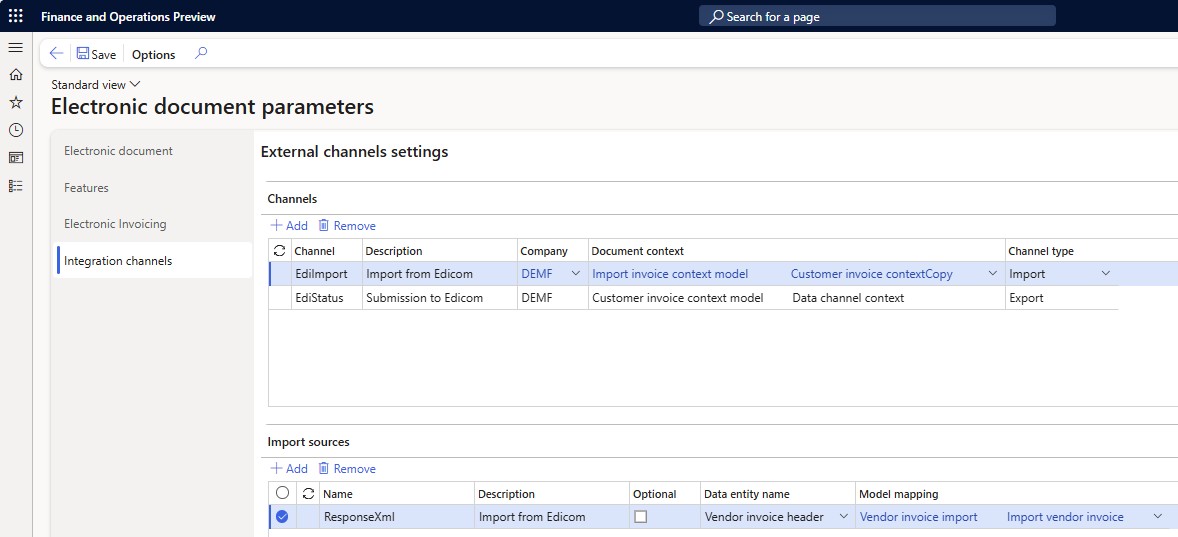 Finance and Operations Preview
Search for a page
Save Options
Standard view
Electronic document parameters
Electronic document
Features
Electronic Invoicing
Integration channels
External channels settings
Channels
Add Remove
Channel Description Company Document context Channel type
EdiImport Import from Edicom DEMF Import invoice context model Customer invoice contextCopy Import
EdiStatus Submission to Edicom DEMF Customer invoice context model Data channel context Export
Import sources
Add Remove
Name Description Optional Data entity name Model mapping
ResponseXml Import from Edicom Vendor invoice header Vendor invoice import Import vendor invoice